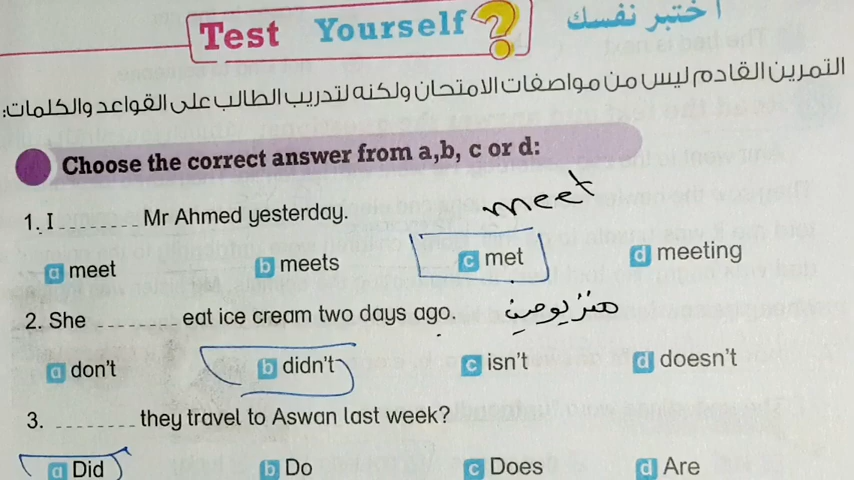 Test Yourself ? اختبر نفسك
التمرين القادم ليس من مواصفات الامتحان ولكنه لتدريب الطالب على القواعد والكلمات:
Choose the correct answer from a,b, c or d:
meet
1. I ________ Mr Ahmed yesterday.
a meet b meets c met d meeting
2. She ________ eat ice cream two days ago. منذ يومين
a don't b didn't c isn't d doesn't
3. ________ they travel to Aswan last week?
a Did b Do c Does d Are